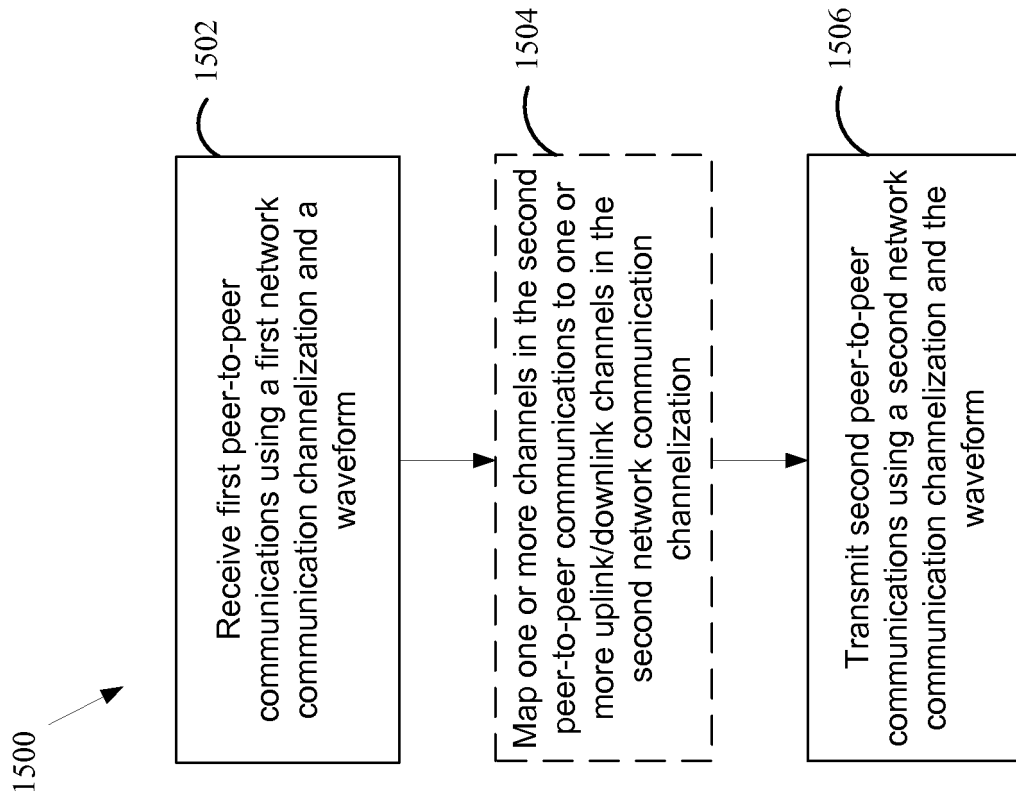 1500
Receive first peer-to-peer
communications using a first network
communication channelization and a
waveform
1502
Map one or more channels in the second
peer-to-peer communications to one or
more uplink/downlink channels in the
second network communication
channelization
1504
Transmit second peer-to-peer
communications using a second network
communication channelization and the
waveform
1506